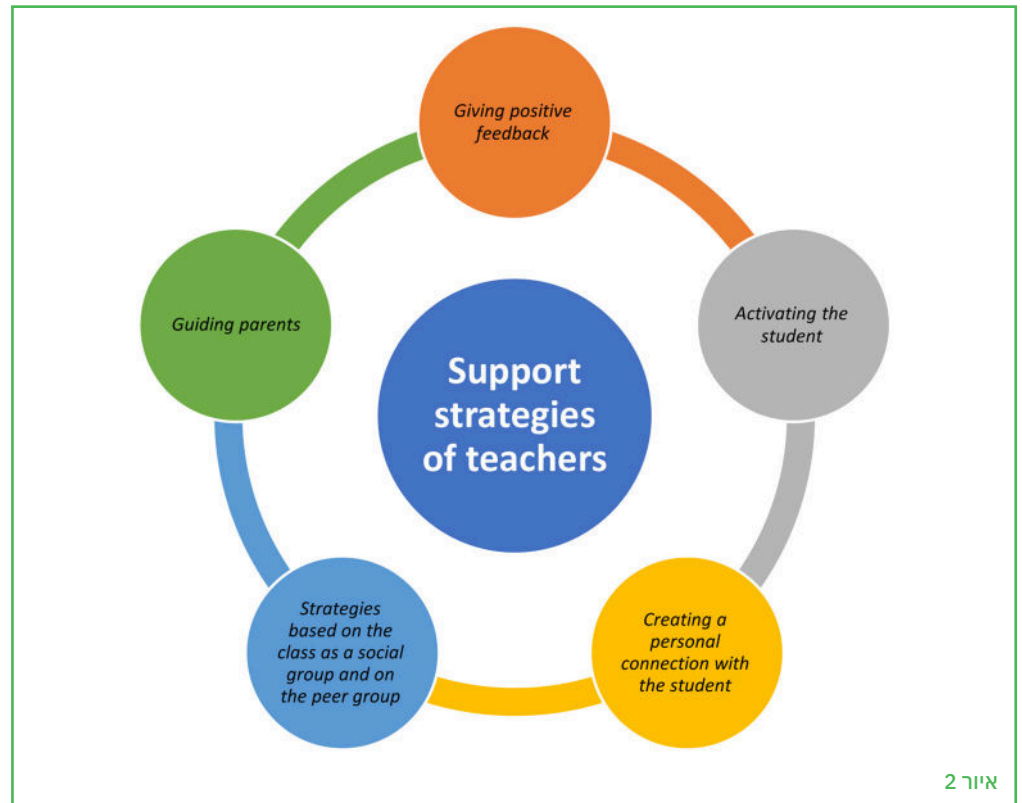 Giving positive
feedback
Activating the
student
Creating a
personal
connection with
the student
Strategies
based on the
class as a social
group and on
the peer group
Guiding parents
Support
strategies
of teachers
איור 2